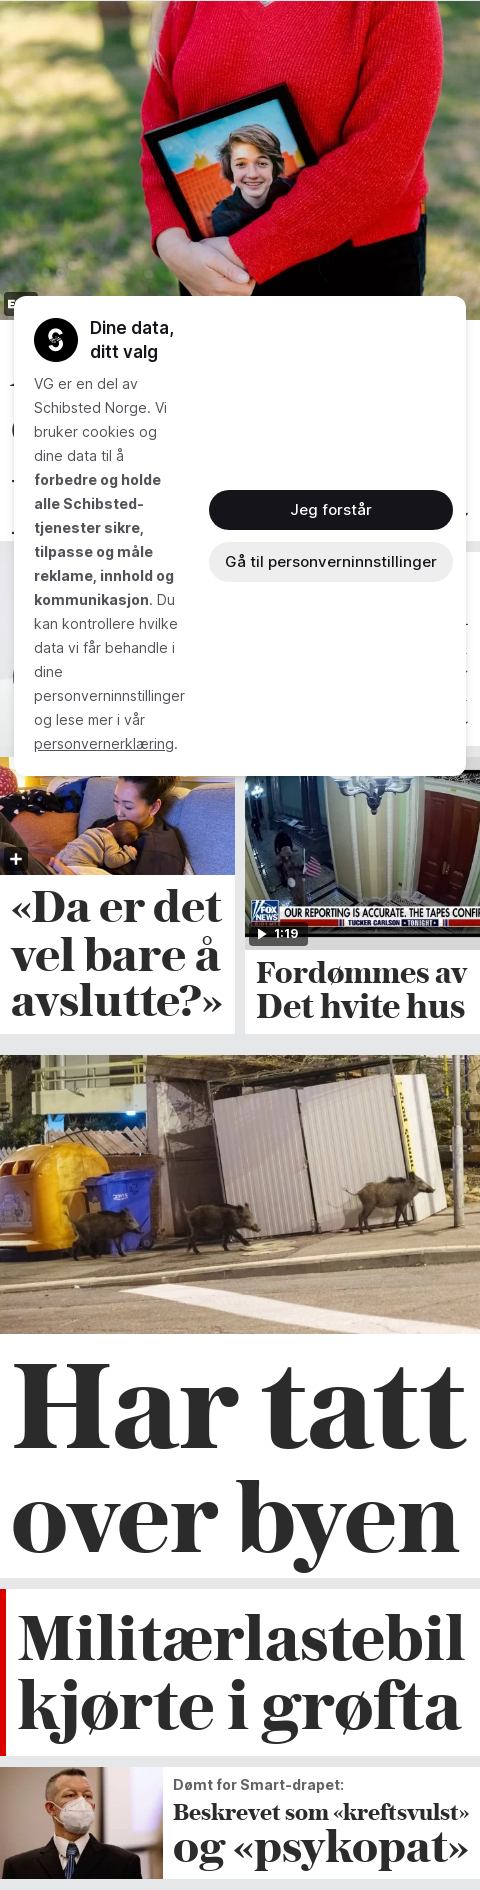 Dine data,
ditt valg
VG er en del av
Schibsted Norge. Vi
bruker cookies og
dine data til å
forbedre og holde
alle Schibsted-
tjenester sikre,
tilpasse og måle
reklame, innhold og
kommunikasjon. Du
kan kontrollere hvilke
data vi får behandle i
dine
personverninnstillinger
og lese mer i vår
personvernerklæring.
Jeg forstår
Gå til personverninnstillinger
«Da er det
vel bare å
avslutte?»
FOX
NEWS
OUR REPORTING IS ACCURATE. THE TAPES CONFI
TUCKER CARLSON TONIGHT
1:19
Fordømmes av
Det hvite hus
Har tatt
over byen
Militærlastebil
kjørte i grøfta
Dømt for Smart-drapet:
Beskrevet som «kreftsvulst»
og «psykopat»